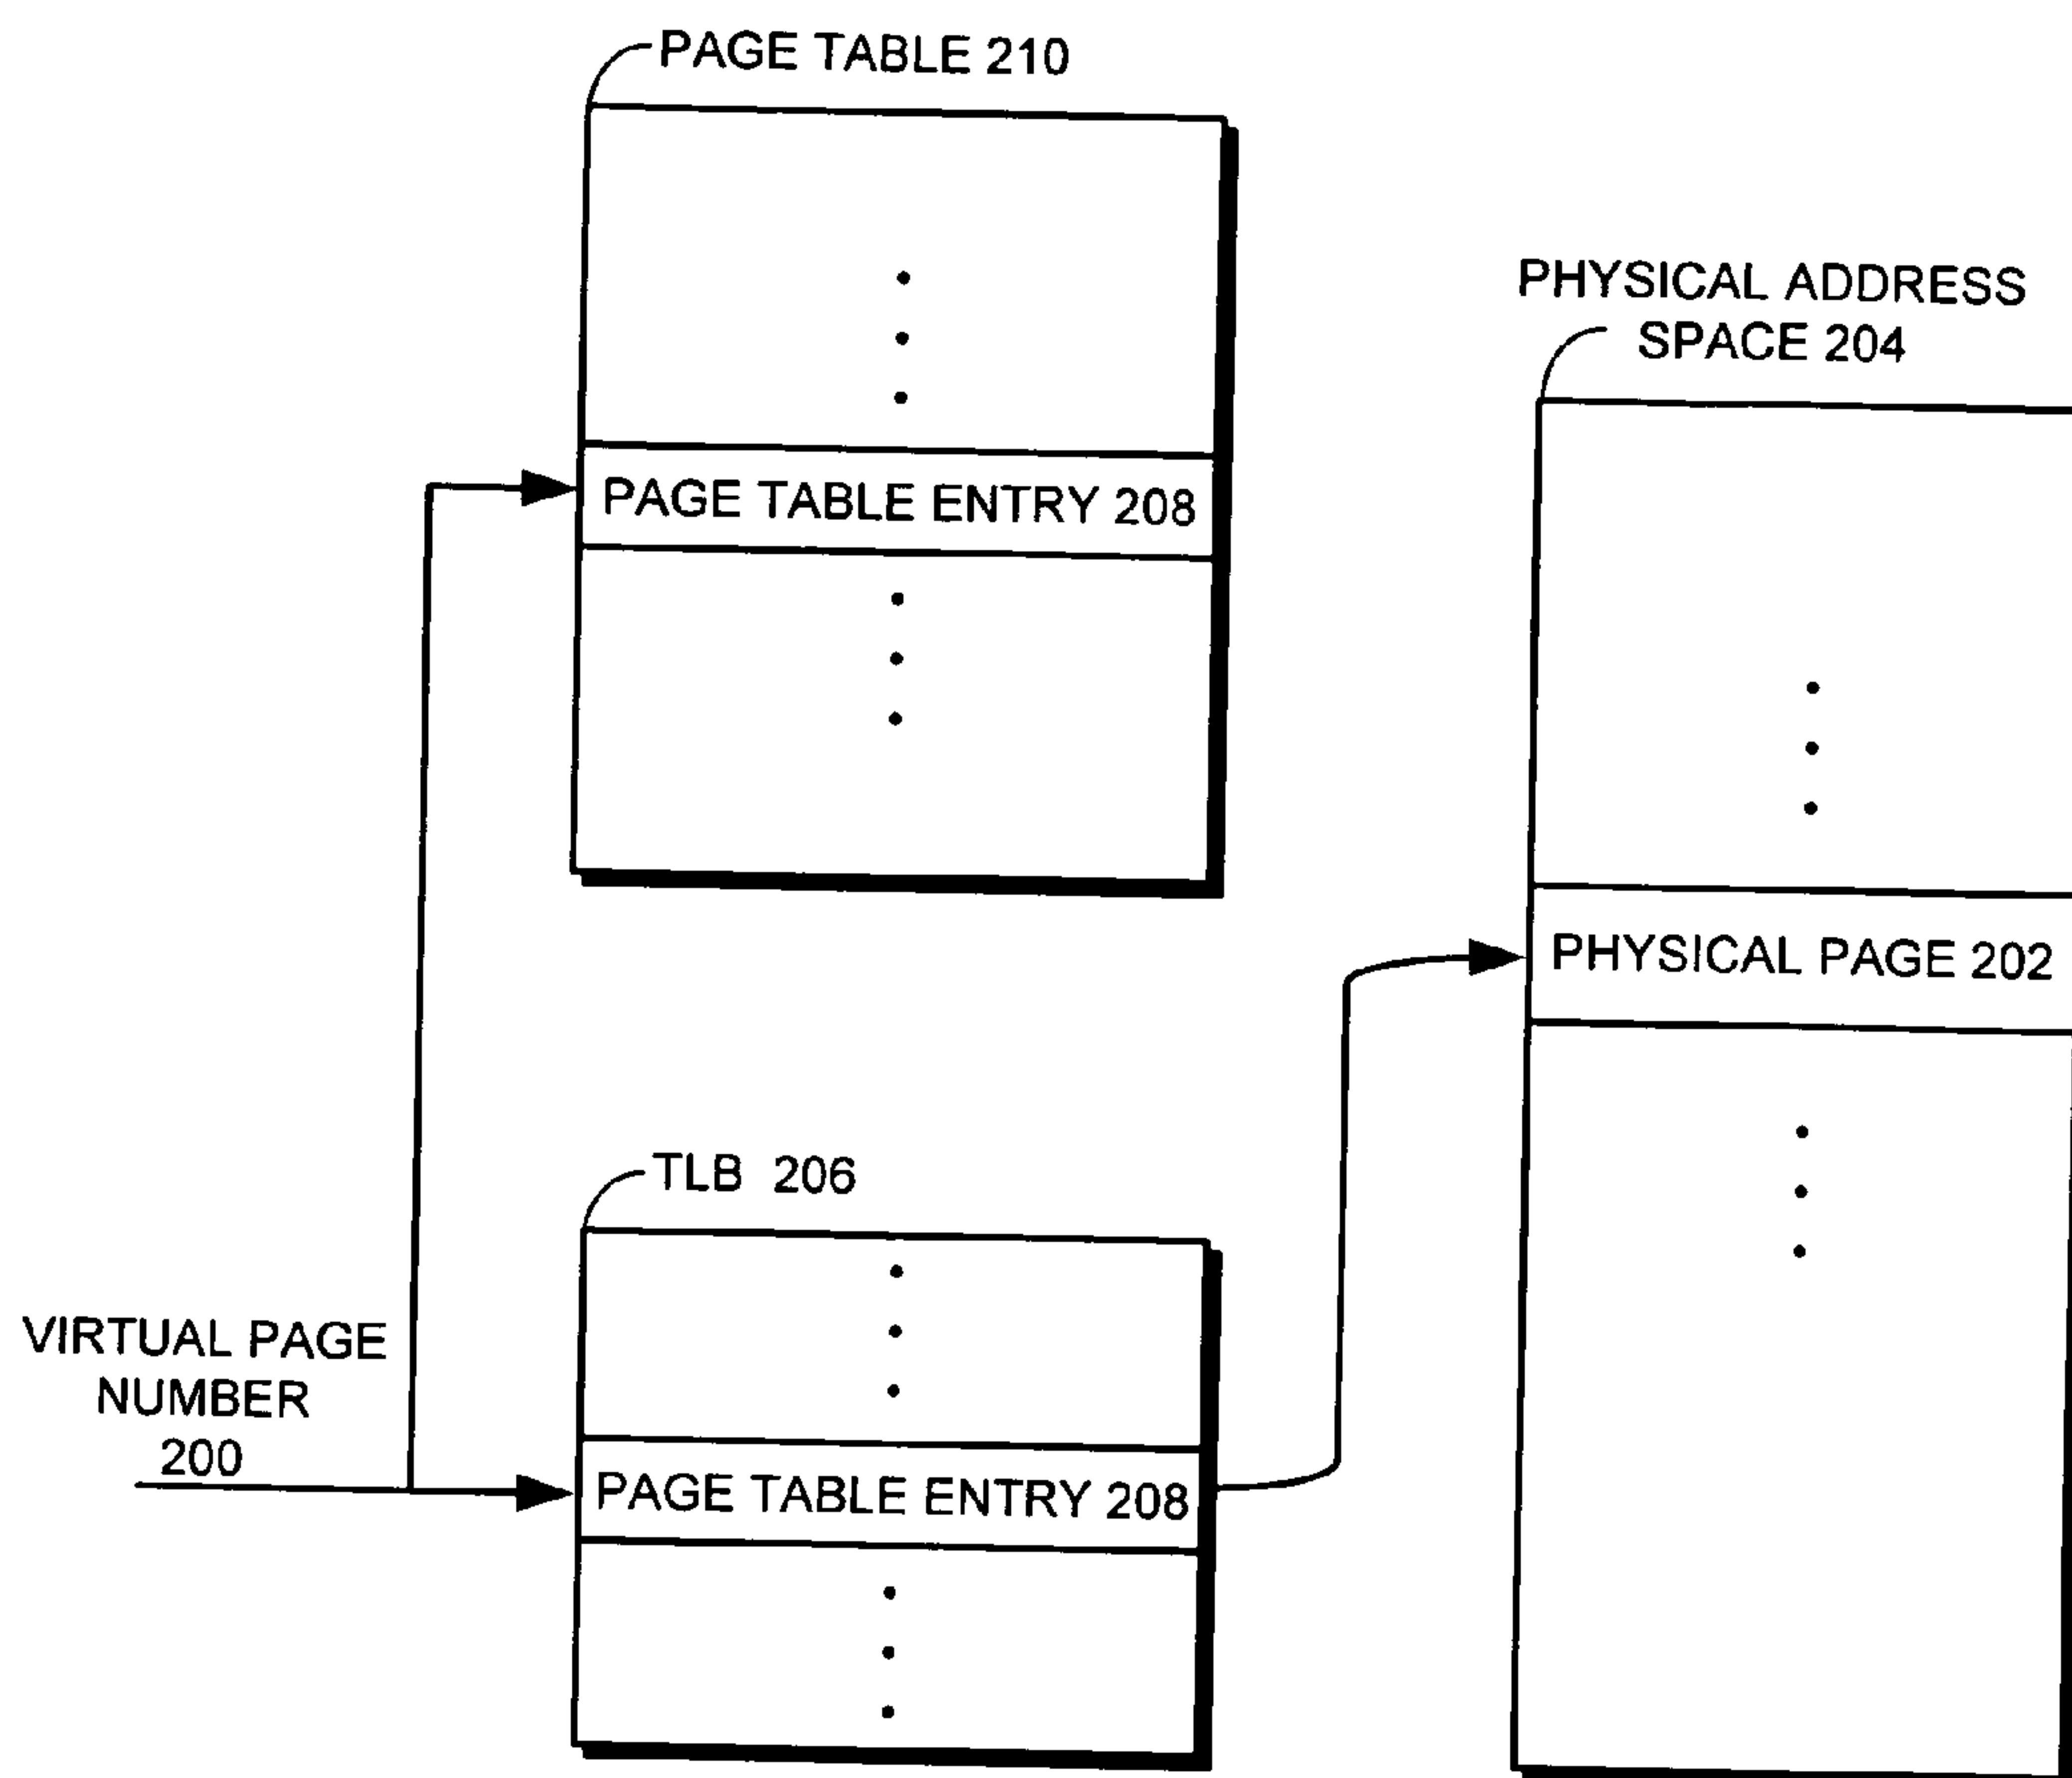 PAGE TABLE 210
PAGE TABLE ENTRY 208
PHYSICAL ADDRESS
SPACE 204
PHYSICAL PAGE 202
TLB 206
PAGE TABLE ENTRY 208
VIRTUAL PAGE
NUMBER
200